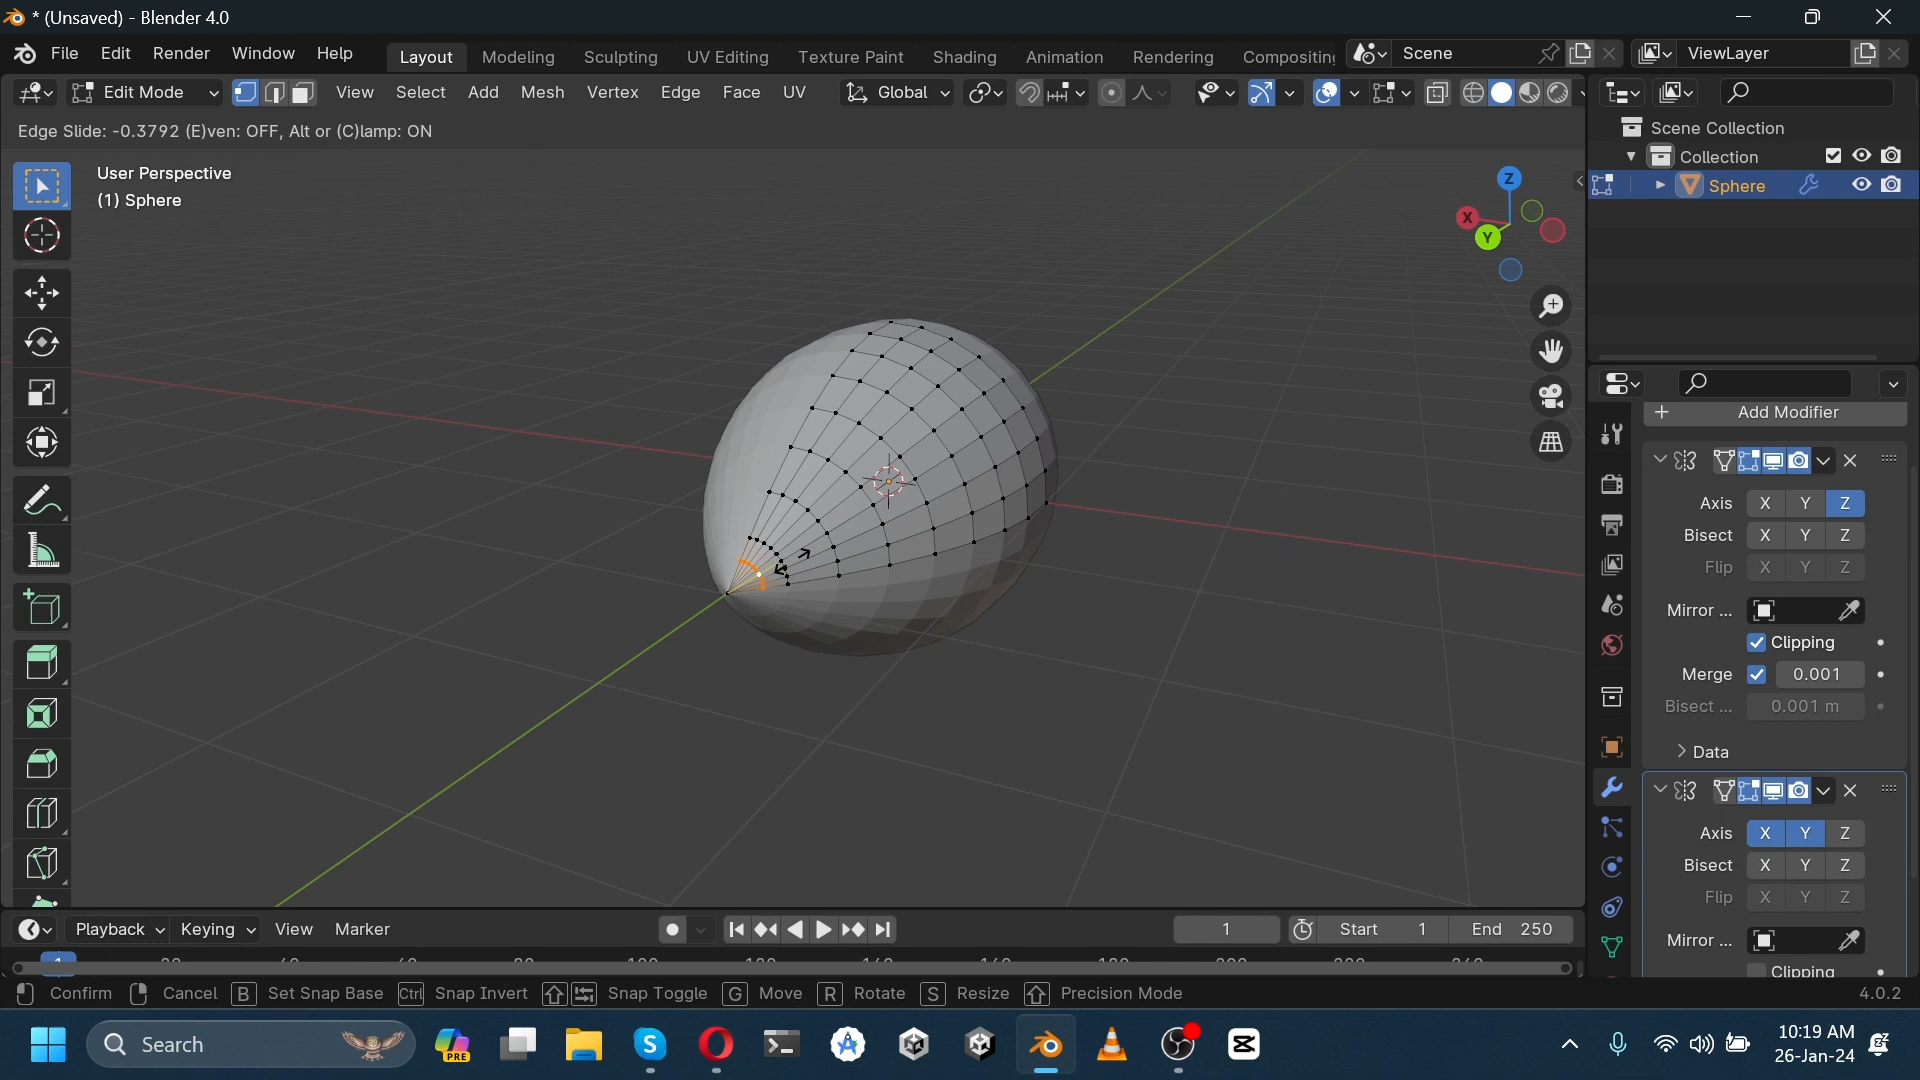 * (Unsaved) - Blender 4.0
File Edit Render Window Help Layout Modeling Sculpting UV Editing Texture Paint Shading Animation Rendering Compositing Scene ViewLayer
Edit Mode View Select Add Mesh Vertex Edge Face UV Global
Edge Slide: -0.3792 (E)ven: OFF, Alt or (C)lamp: ON
User Perspective
(1) Sphere
Z
X
Y
Scene Collection
Collection
Sphere
Add Modifier
Axis X Y Z
Bisect X Y Z
Flip X Y Z
Mirror ...
Clipping
Merge 0.001
Bisect ... 0.001 m
Data
Axis X Y Z
Bisect X Y Z
Flip X Y Z
Mirror ...
Clipping
Playback Keying View Marker 1 Start 1 End 250
1
Confirm Cancel B Set Snap Base Ctrl Snap Invert Snap Toggle G Move R Rotate S Resize Precision Mode 4.0.2
Search PRE 10:19 AM
26-Jan-24